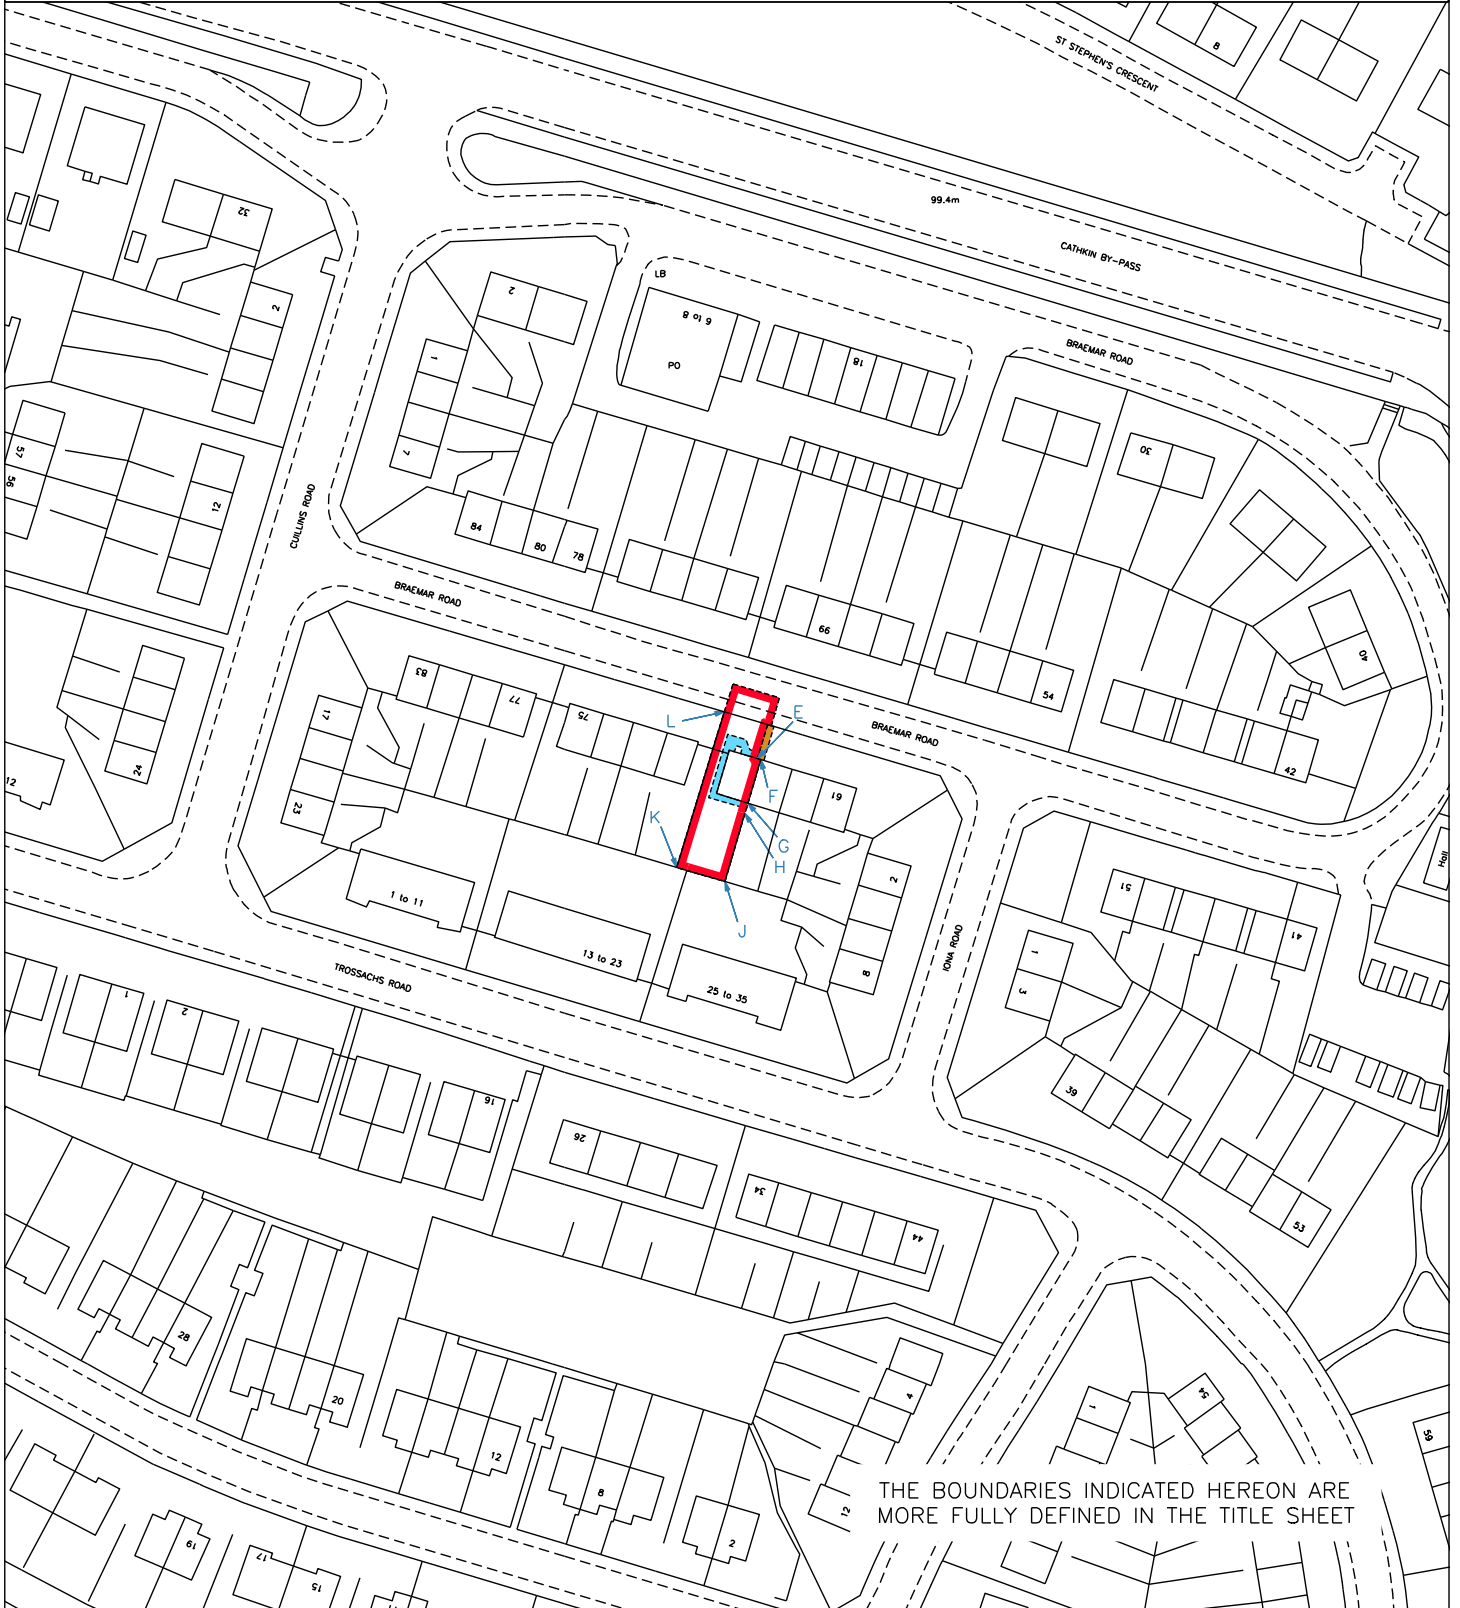 8
ST STEPHEN'S CRESCENT
32
99.4m
CATHKIN BY-PASS
LB
2
2
6 to 8
BRAEMAR ROAD
1
PO
18
57
7
30
56
12
CUILLINS ROAD
84
80
78
BRAEMAR ROAD
66
40
83
77
54
17
75
L
E
BRAEMAR ROAD
12
24
61
42
23
F
K
G
H
Hall
1 to 11
2
51
J
13 to 23
IONA ROAD
1
41
TROSSACHS ROAD
25 to 35
8
3
1
2
16
39
26
34
44
53
28
20
4
1
54
12
59
8
12
THE BOUNDARIES INDICATED HEREON ARE
MORE FULLY DEFINED IN THE TITLE SHEET
19
2
17
15